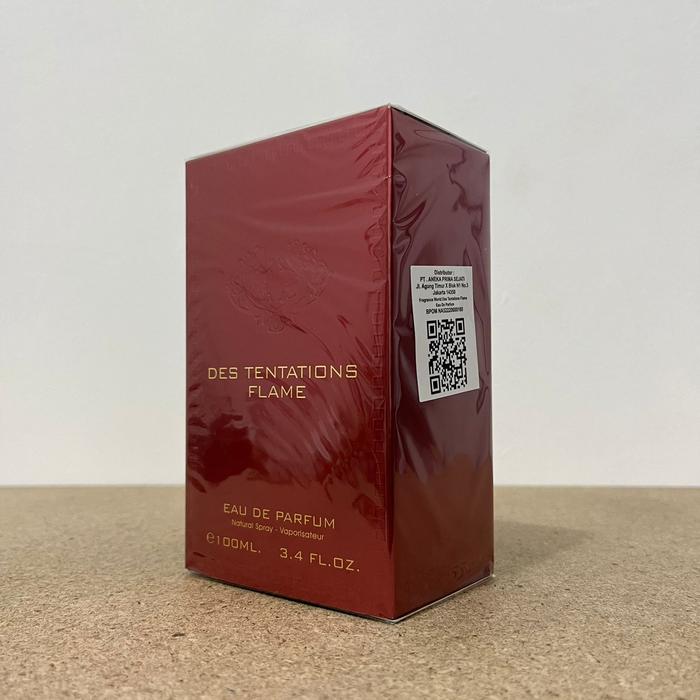 DES TENTATIONS
FLAME
EAU DE PARFUM
Natural Spray - Vaporisateur
℮100ML. 3.4 FL.OZ.
Distributor :
PT : ANEKA PRIMA SEJATI
Jl. Agung Timur X Blok N1 No.3
Jakarta 14350
Fragrance World Des Tentations Flame
Eau De Parfum